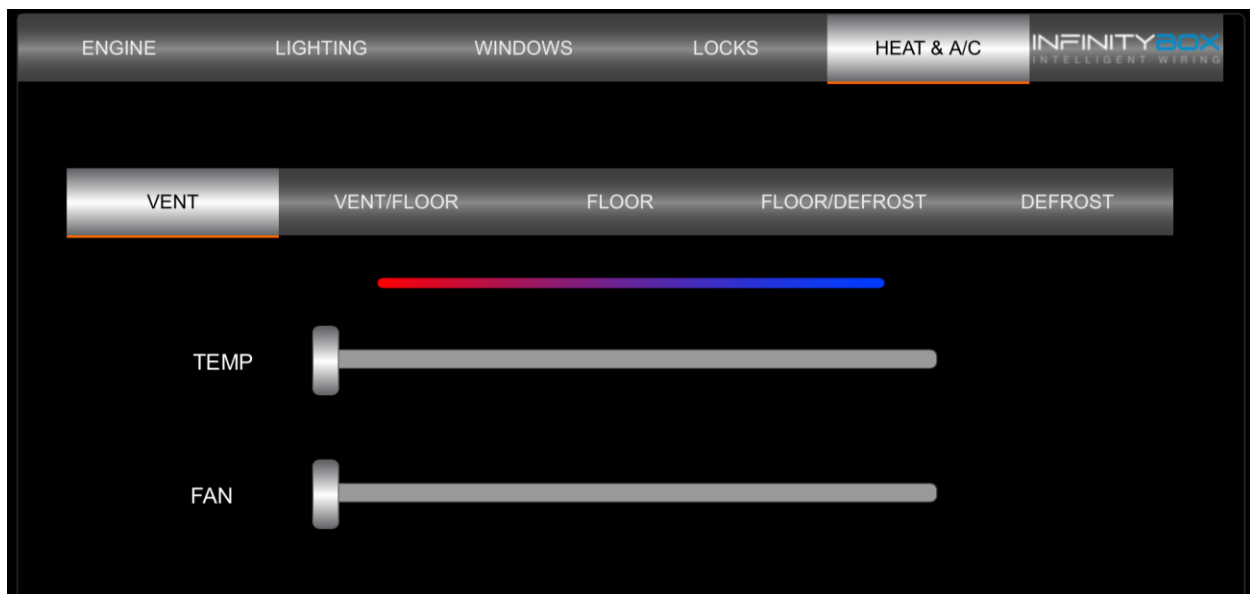 ENGINE LIGHTING WINDOWS LOCKS HEAT & A/C INFINITYBOX
INTELLIGENT WIRING
VENT VENT/FLOOR FLOOR FLOOR/DEFROST DEFROST
TEMP
FAN